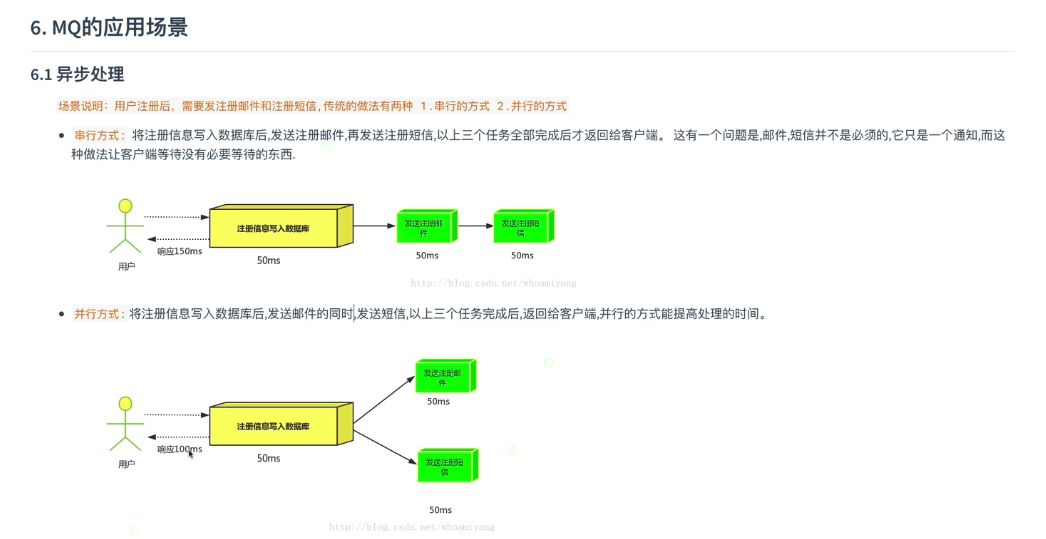 6. MQ的应用场景
6.1 异步处理
场景说明：用户注册后，需要发注册邮件和注册短信,传统的做法有两种 1.串行的方式 2.并行的方式
串行方式：将注册信息写入数据库后,发送注册邮件,再发送注册短信,以上三个任务全部完成后才返回给客户端。 这有一个问题是,邮件,短信并不是必须的,它只是一个通知,而这
种做法让客户端等待没有必要等待的东西.
注册信息写入数据库
发送注册邮
件
发送注册短
信
响应150ms
用户
50ms
50ms
50ms
http://blog.csdn.net/whoamiyang
并行方式：将注册信息写入数据库后,发送邮件的同时,发送短信,以上三个任务完成后,返回给客户端,并行的方式能提高处理的时间。
发送注册邮
件
50ms
注册信息写入数据库
响应100ms
用户
50ms
发送注册短
信
50ms
http://blog.csdn.net/whoamiyang